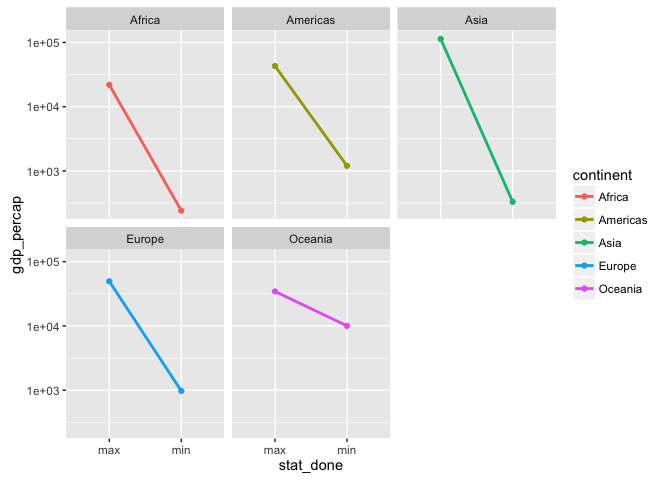 Africa
Americas
Asia
1e+05
1e+04
1e+03
Europe
Oceania
1e+05
1e+04
1e+03
max
min
max
min
stat_done
gdp_percap
continent
Africa
Americas
Asia
Europe
Oceania